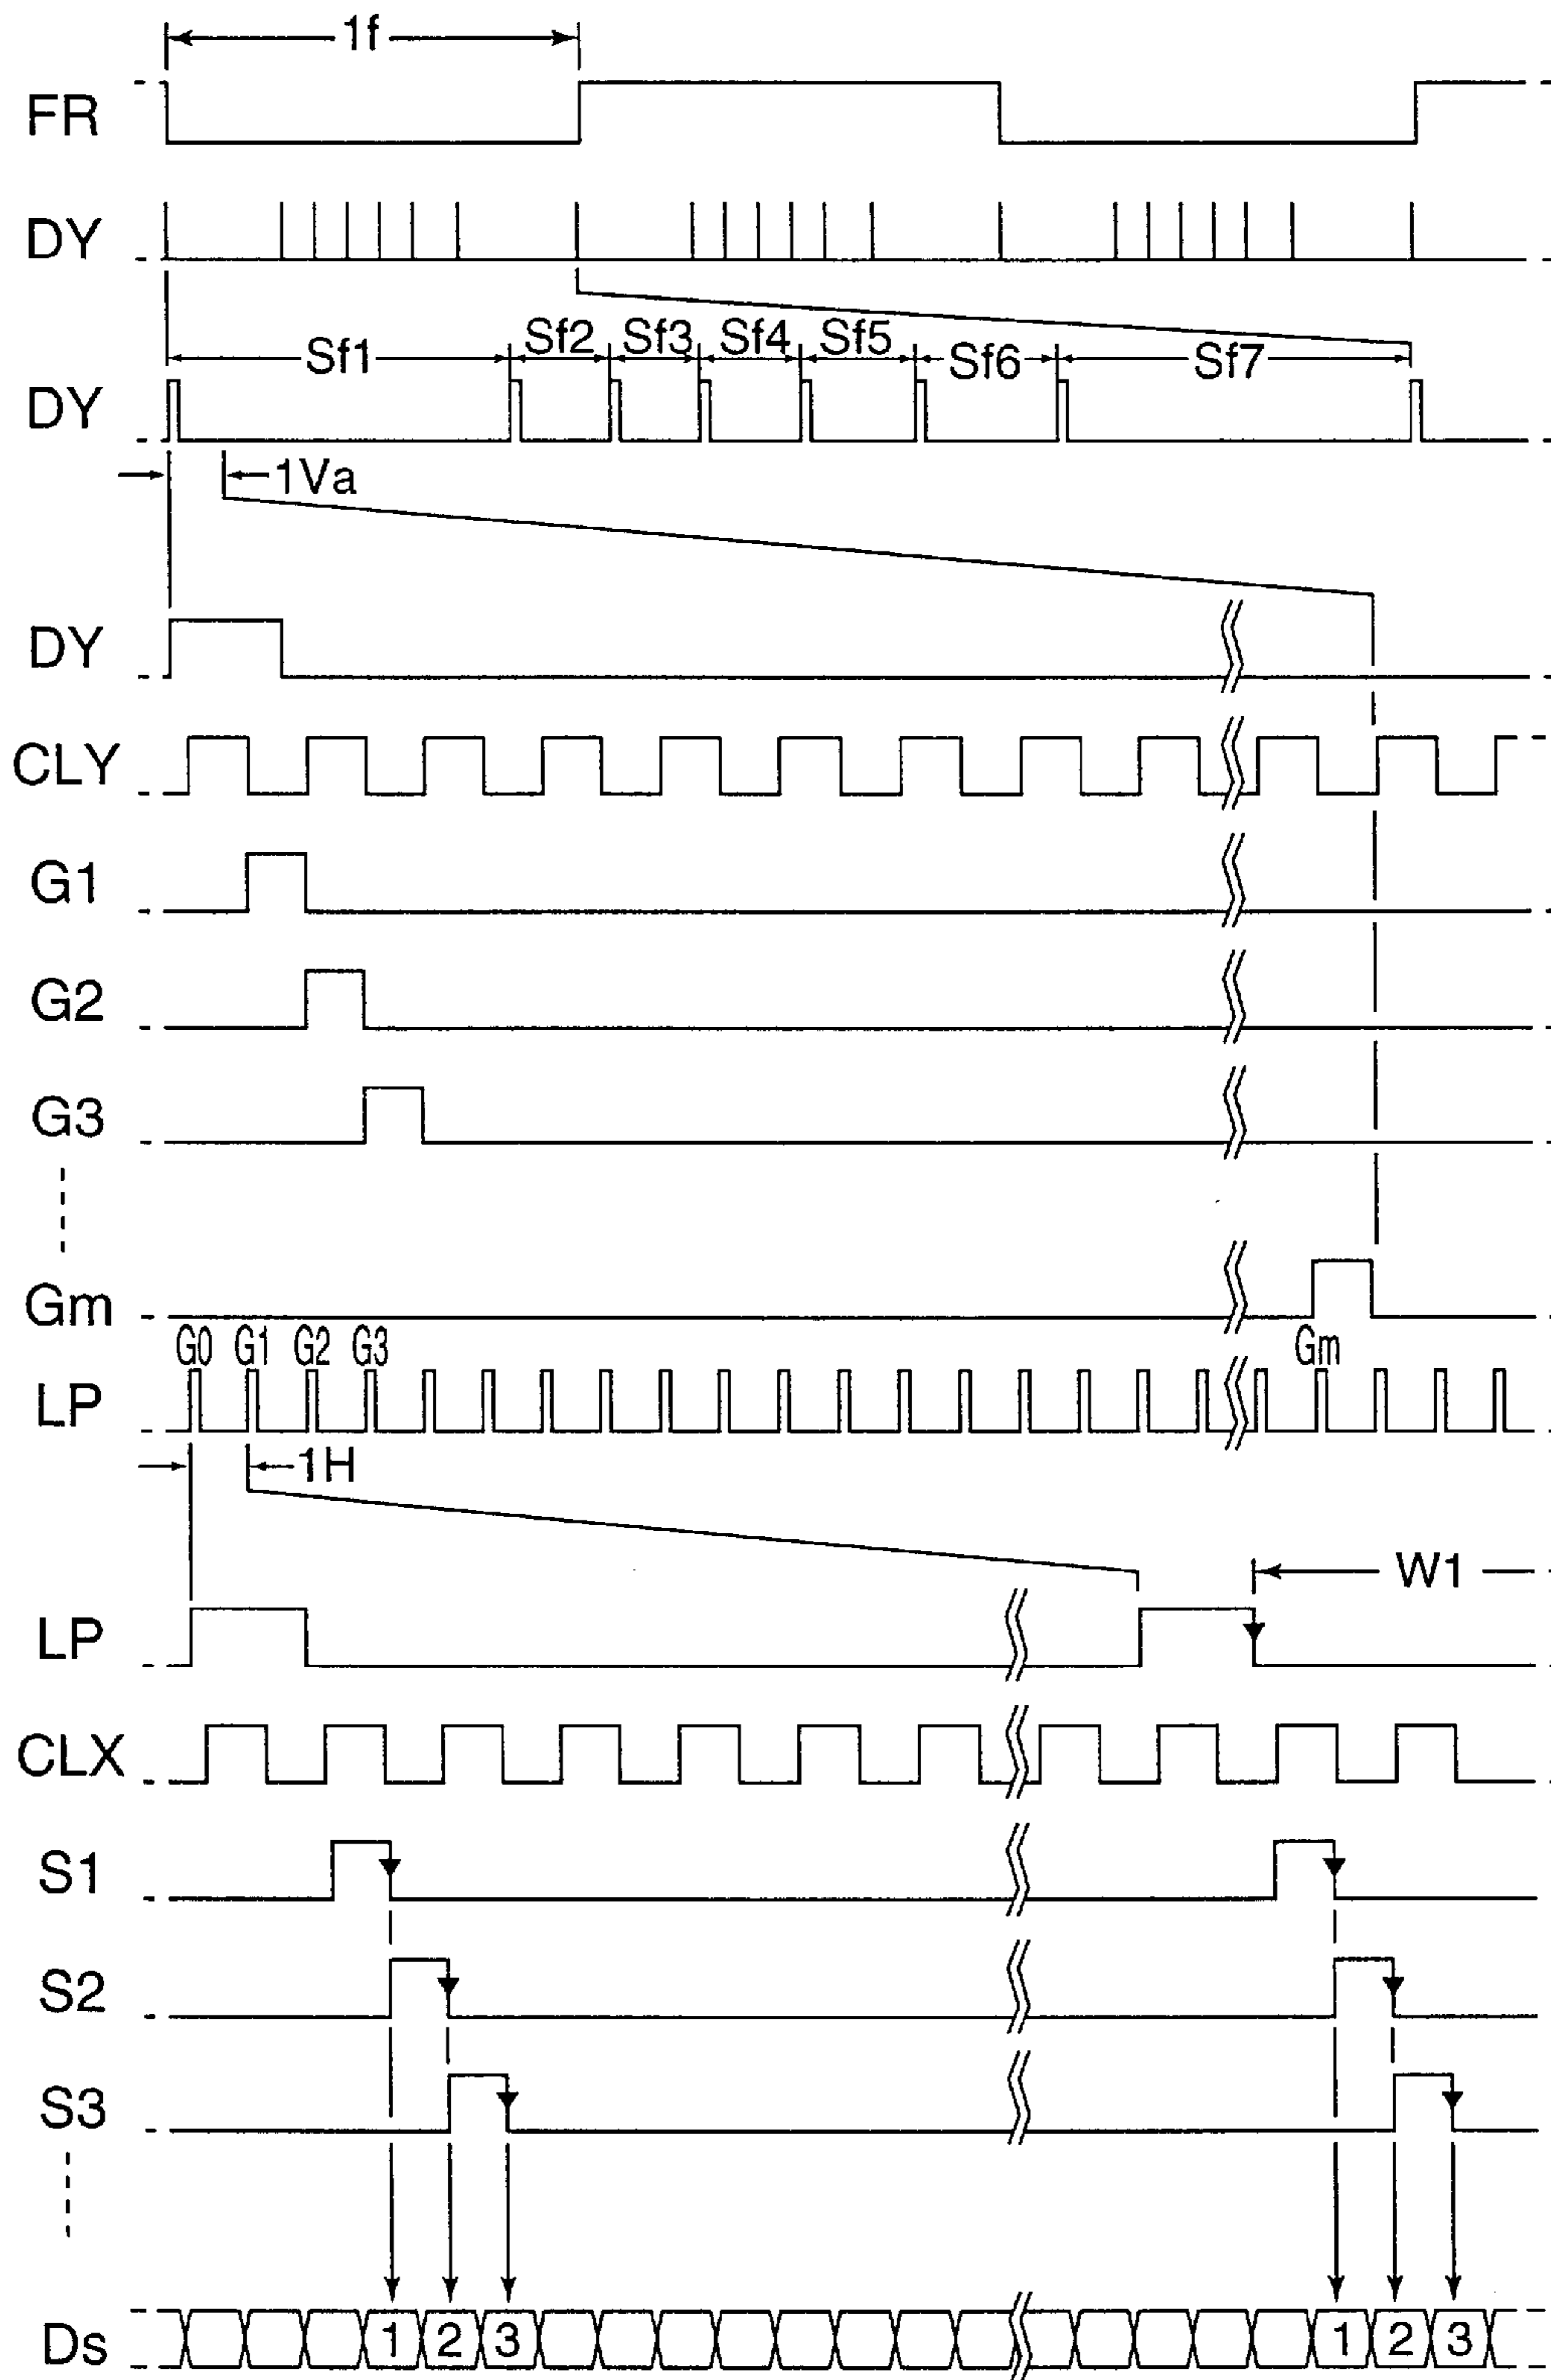 1f
FR
DY
Sf1 Sf2 Sf3 Sf4 Sf5 Sf6 Sf7
DY
1Va
DY
CLY
G1
G2
G3
Gm
G0 G1 G2 G3 Gm
LP
1H
W1
LP
CLX
S1
S2
S3
Ds 1 2 3 1 2 3